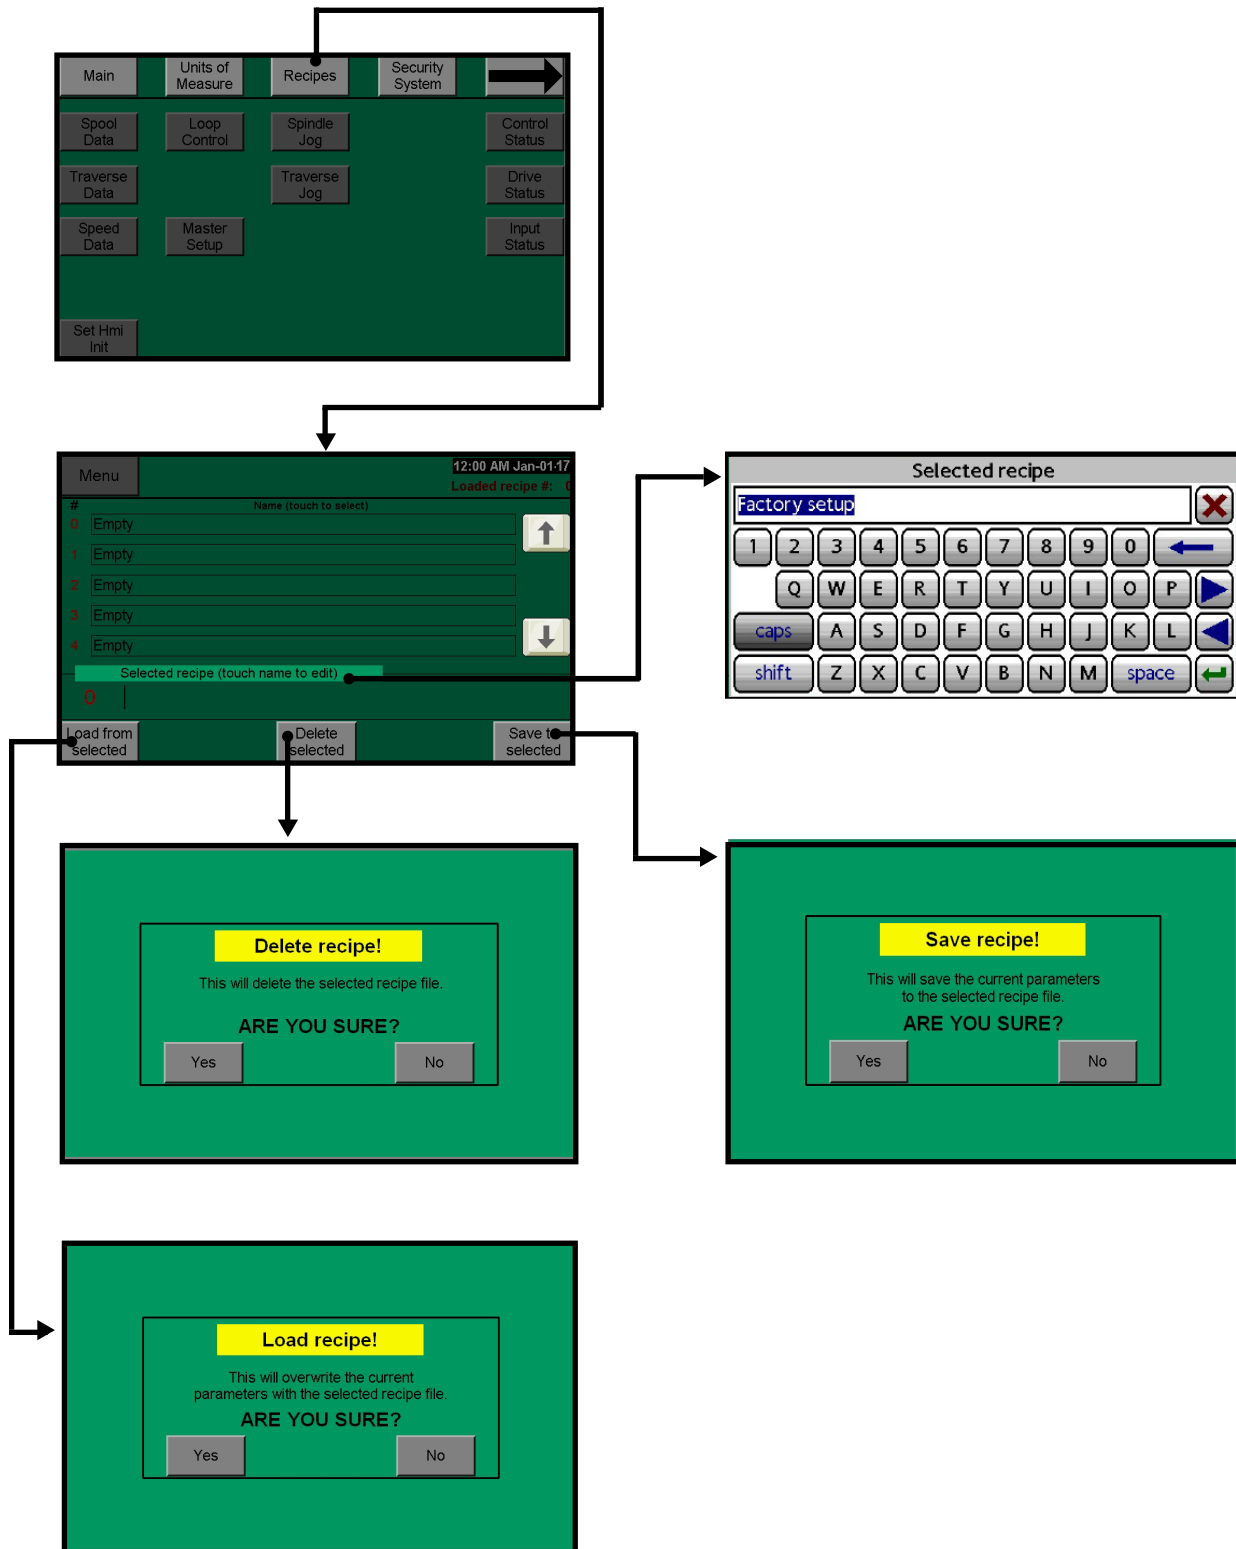 Main
Units of
Measure
Recipes
Security
System
Spool
Data
Loop
Control
Spindle
Jog
Control
Status
Traverse
Data
Traverse
Jog
Drive
Status
Speed
Data
Master
Setup
Input
Status
Set Hmi
Init
Menu
12:00 AM Jan-01-17
Loaded recipe #: 0
# Name (touch to select)
0 Empty
1 Empty
2 Empty
3 Empty
4 Empty
Selected recipe (touch name to edit)
0
Load from
selected
Delete
selected
Save to
selected
Selected recipe
Factory setup
1 2 3 4 5 6 7 8 9 0
Q W E R T Y U I O P
caps A S D F G H J K L
shift Z X C V B N M space
Delete recipe!
This will delete the selected recipe file.
ARE YOU SURE?
Yes No
Save recipe!
This will save the current parameters
to the selected recipe file.
ARE YOU SURE?
Yes No
Load recipe!
This will overwrite the current
parameters with the selected recipe file.
ARE YOU SURE?
Yes No